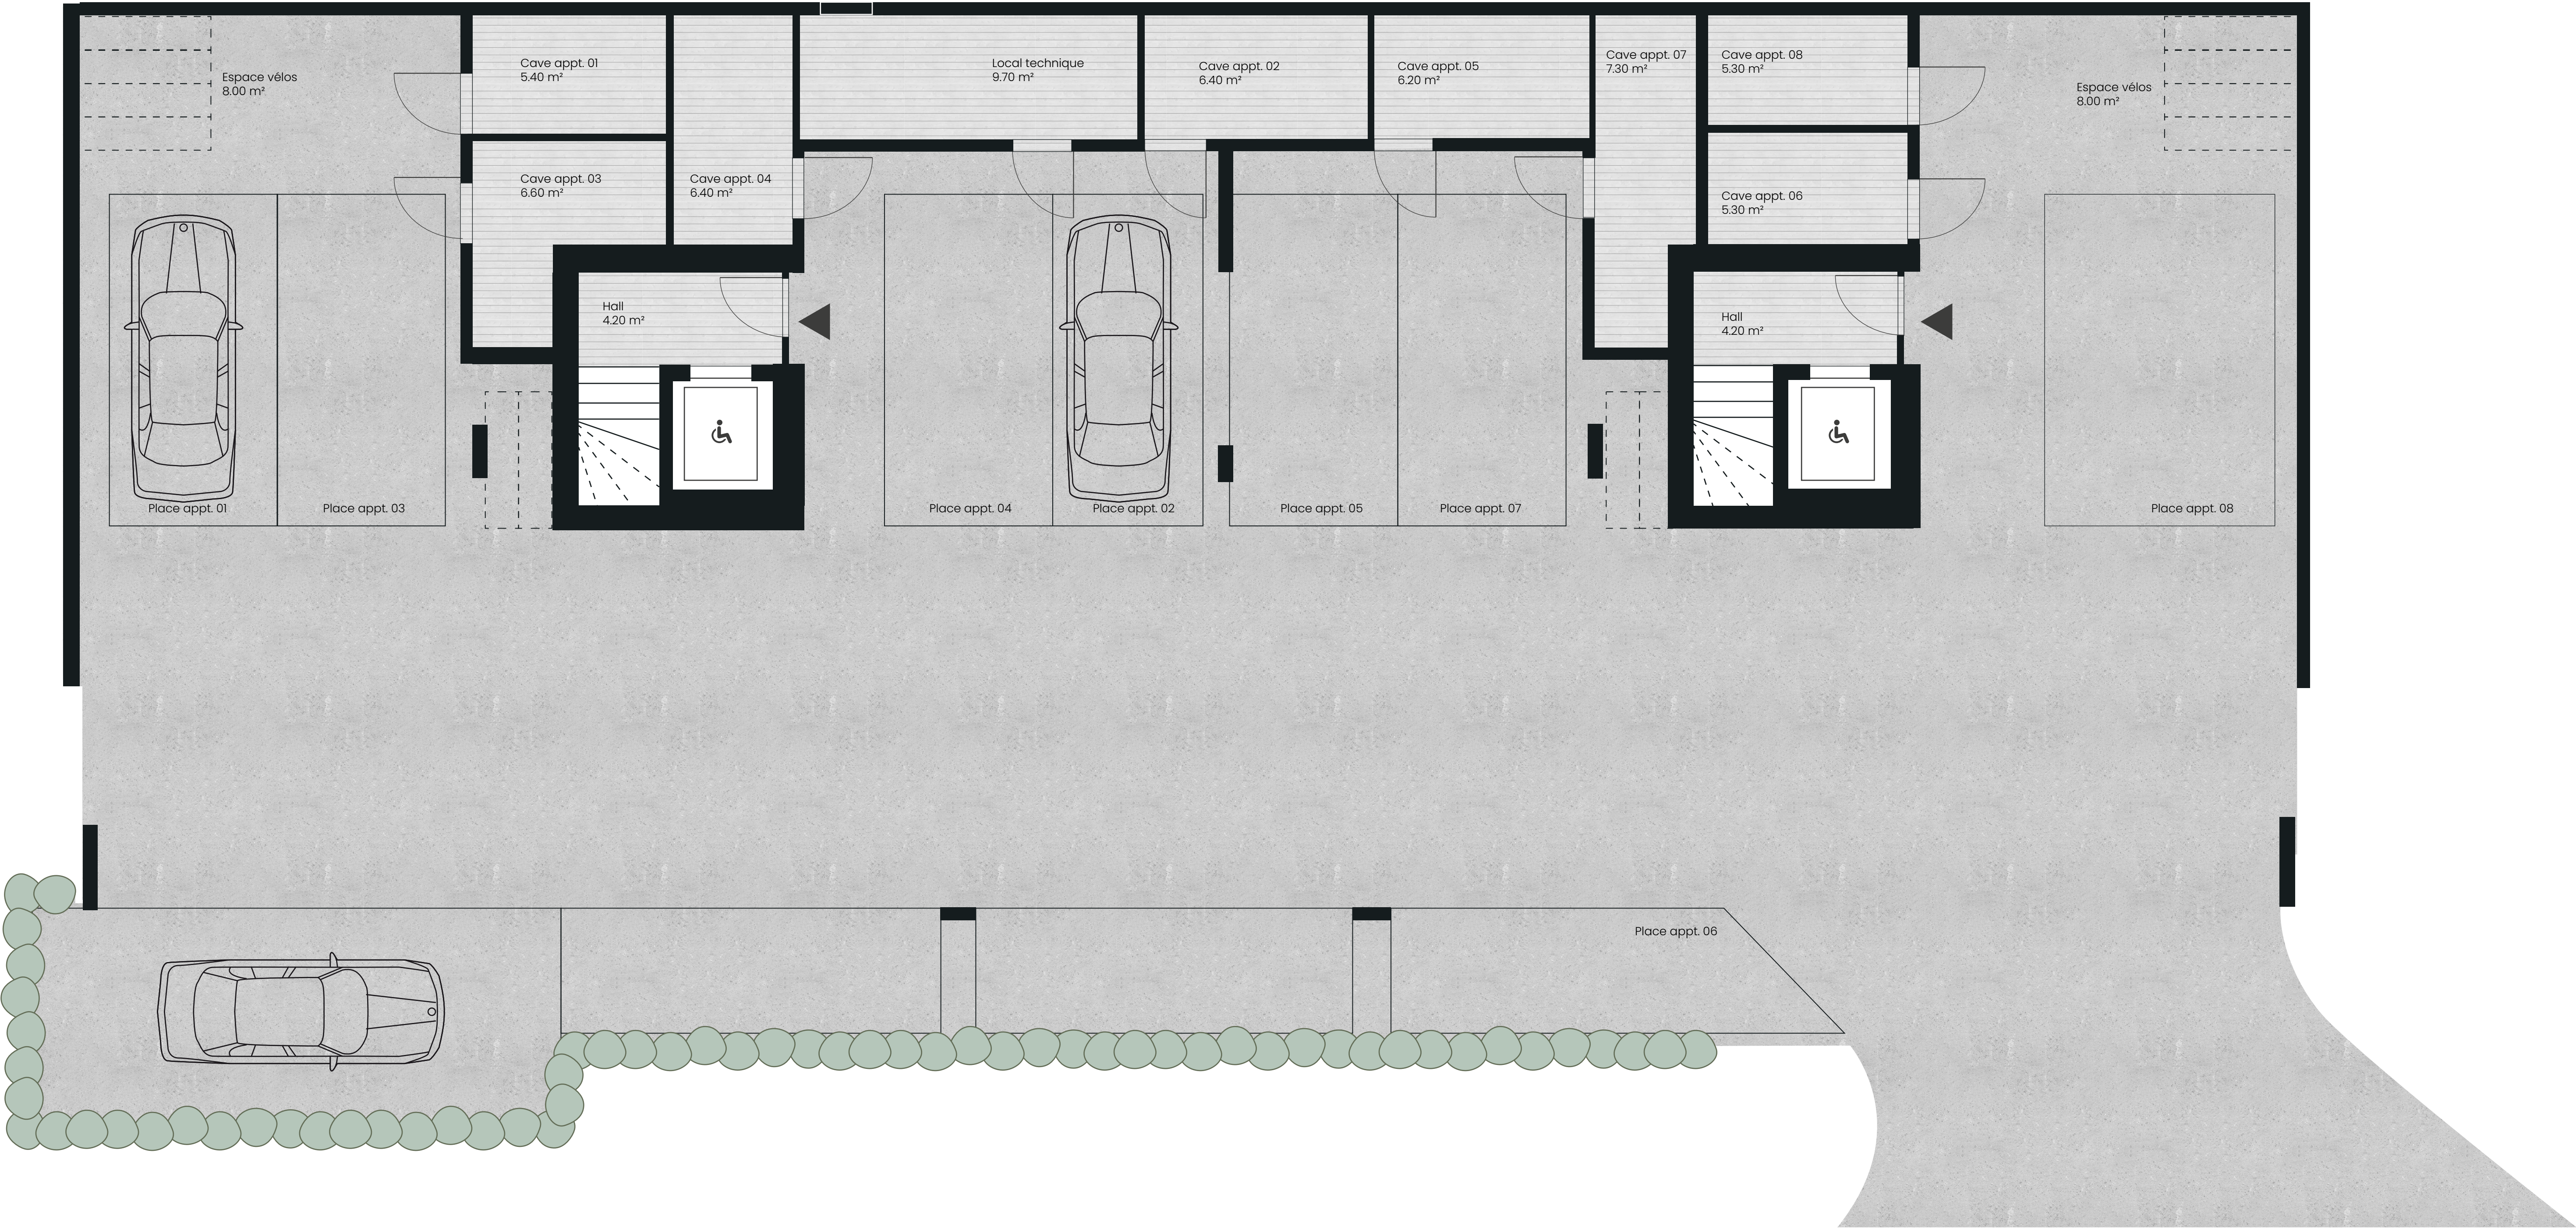 Cave appt. 01
5.40 m²
Local technique
9.70 m²
Cave appt. 02
6.40 m²
Cave appt. 05
6.20 m²
Cave appt. 07
7.30 m²
Cave appt. 08
5.30 m²
Espace vélos
8.00 m²
Espace vélos
8.00 m²
Cave appt. 03
6.60 m²
Cave appt. 04
6.40 m²
Cave appt. 06
5.30 m²
Hall
4.20 m²
Hall
4.20 m²
Place appt. 01
Place appt. 03
Place appt. 04
Place appt. 02
Place appt. 05
Place appt. 07
Place appt. 08
Place appt. 06